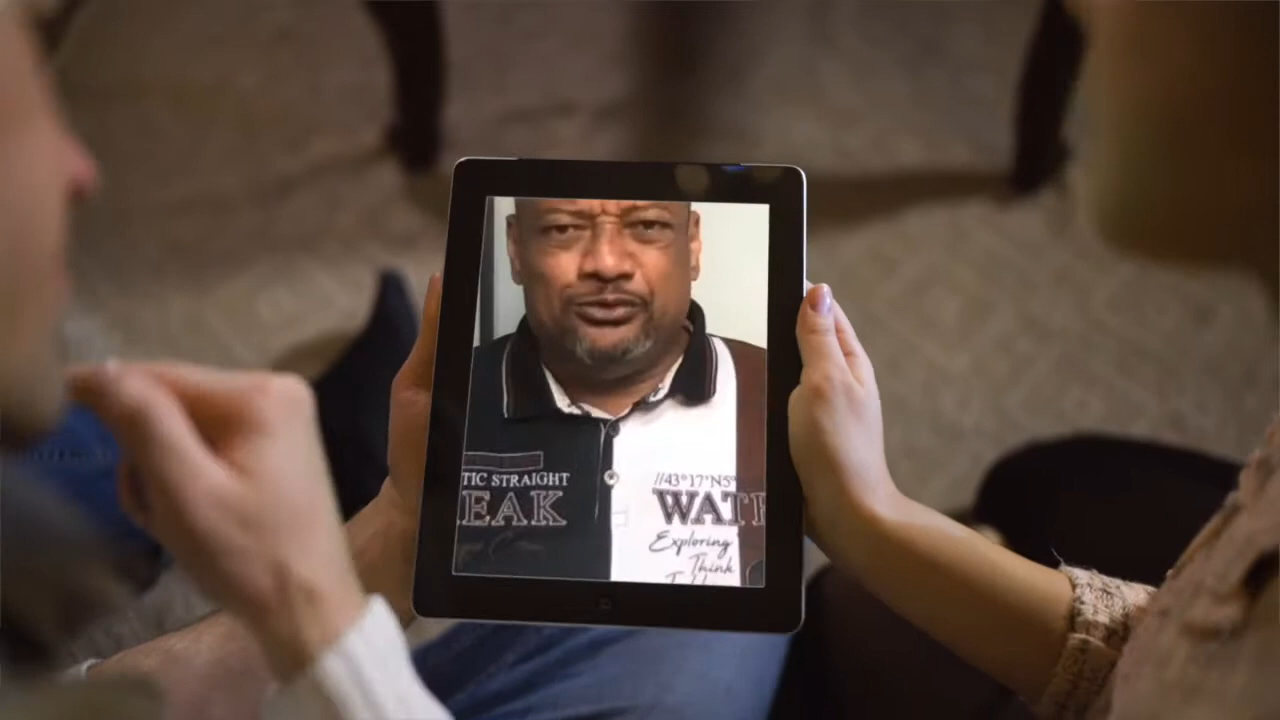 TIC STRAIGHT
EAK
//43°17'N5°
WAT
Exploring
Think